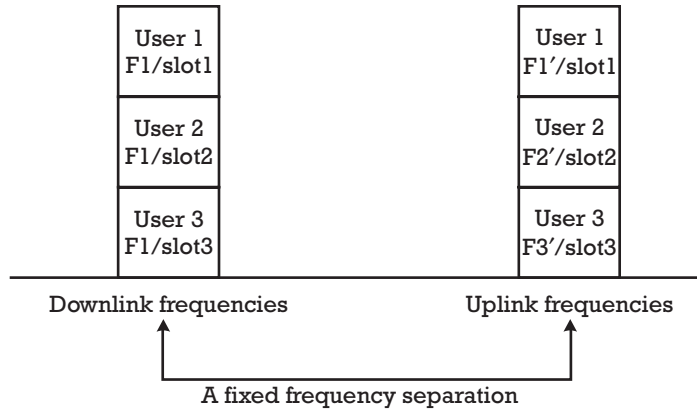 User 1
F1/slot1
User 2
F1/slot2
User 3
F1/slot3
User 1
F1′/slot1
User 2
F2′/slot2
User 3
F3′/slot3
Downlink frequencies
Uplink frequencies
A fixed frequency separation